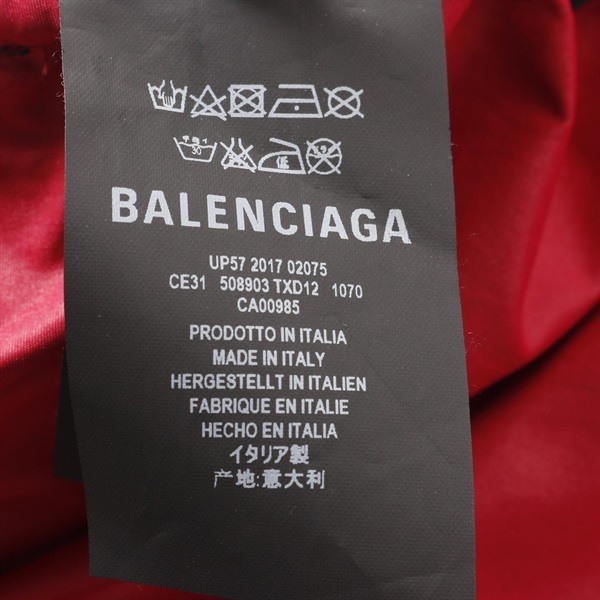 BALENCIAGA
UP57 2017 02075
CE31 508903 TXD12 1070
CA00985
PRODOTTO IN ITALIA
MADE IN ITALY
HERGESTELLT IN ITALIEN
FABRIQUE EN ITALIE
HECHO EN ITALIA
イタリア製
产地:意大利